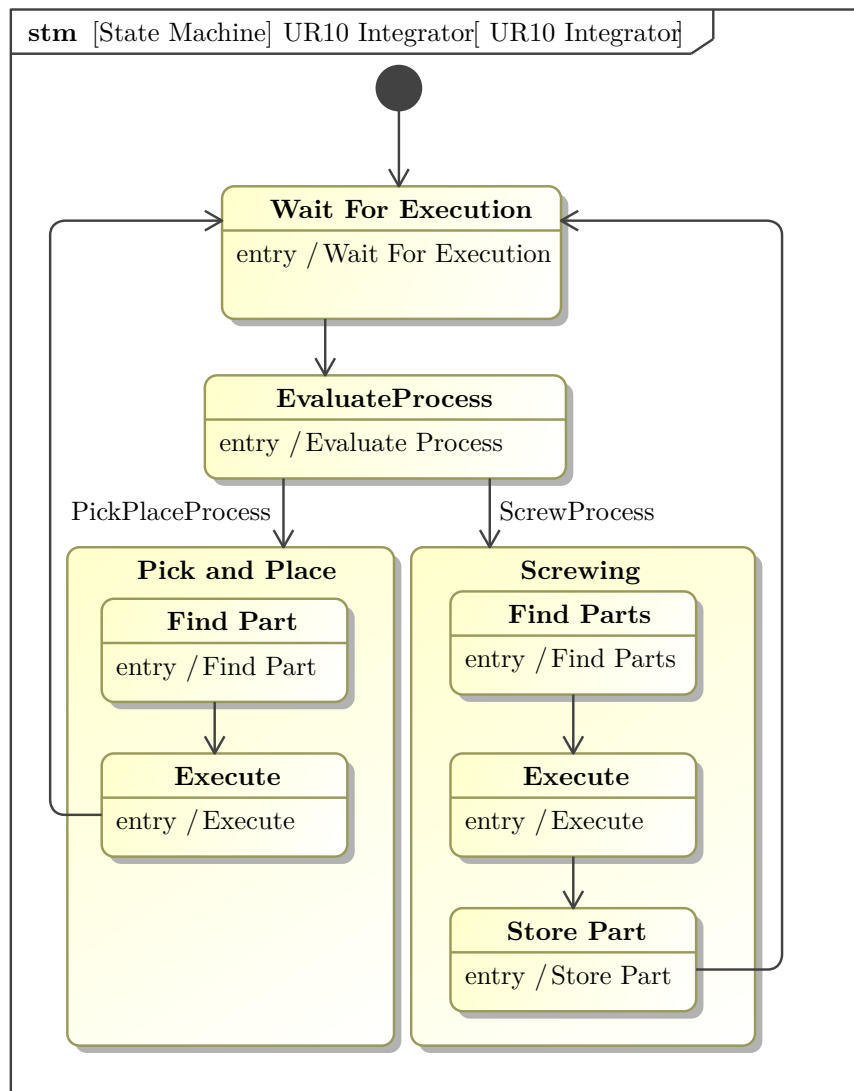 stm [State Machine] UR10 Integrator[ UR10 Integrator]
Wait For Execution
entry / Wait For Execution
EvaluateProcess
entry / Evaluate Process
PickPlaceProcess
ScrewProcess
Pick and Place
Find Part
entry / Find Part
Execute
entry / Execute
Screwing
Find Parts
entry / Find Parts
Execute
entry / Execute
Store Part
entry / Store Part